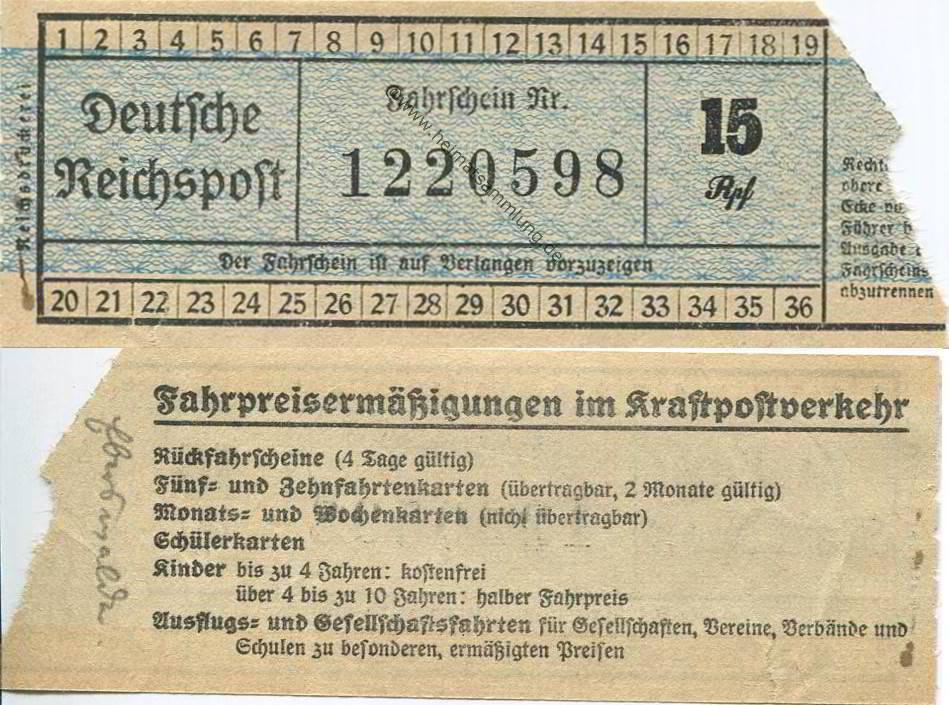 1 2 3 4 5 6 7 8 9 10 11 12 13 14 15 16 17 18 19
Reichsdruckerei
Deutsche
Reichspost
Fahrschein Nr.
1220598
15
Rpf
Der Fahrschein ist auf Verlangen vorzuzeigen
20 21 22 23 24 25 26 27 28 29 30 31 32 33 34 35 36
Recht
obere
Ecke
Führer
Ausgabe
Fahrscheins
abzutrennen
www.heimatsammlung.de
Fahrpreisermäßigungen im Kraftpostverkehr
Rückfahrscheine (4 Tage gültig)
Fünf- und Zehnfahrtenkarten (übertragbar, 2 Monate gültig)
Monats- und Wochenkarten (nicht übertragbar)
Schülerkarten
Kinder bis zu 4 Jahren: kostenfrei
über 4 bis zu 10 Jahren: halber Fahrpreis
Ausflugs- und Gesellschaftsfahrten für Gesellschaften, Vereine, Verbände und
Schulen zu besonderen, ermäßigten Preisen